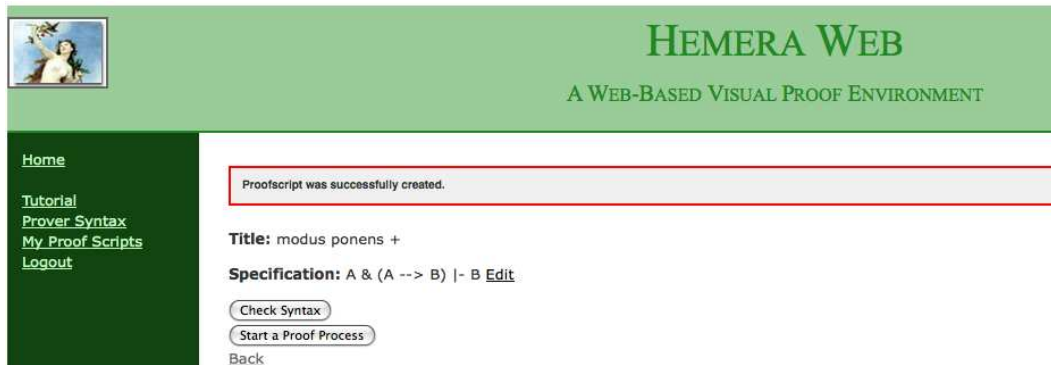 HEMERA WEB
A WEB-BASED VISUAL PROOF ENVIRONMENT
Home
Tutorial
Prover Syntax
My Proof Scripts
Logout
Proofscript was successfully created.
Title: modus ponens +
Specification: A & (A --> B) |- B Edit
Check Syntax
Start a Proof Process
Back